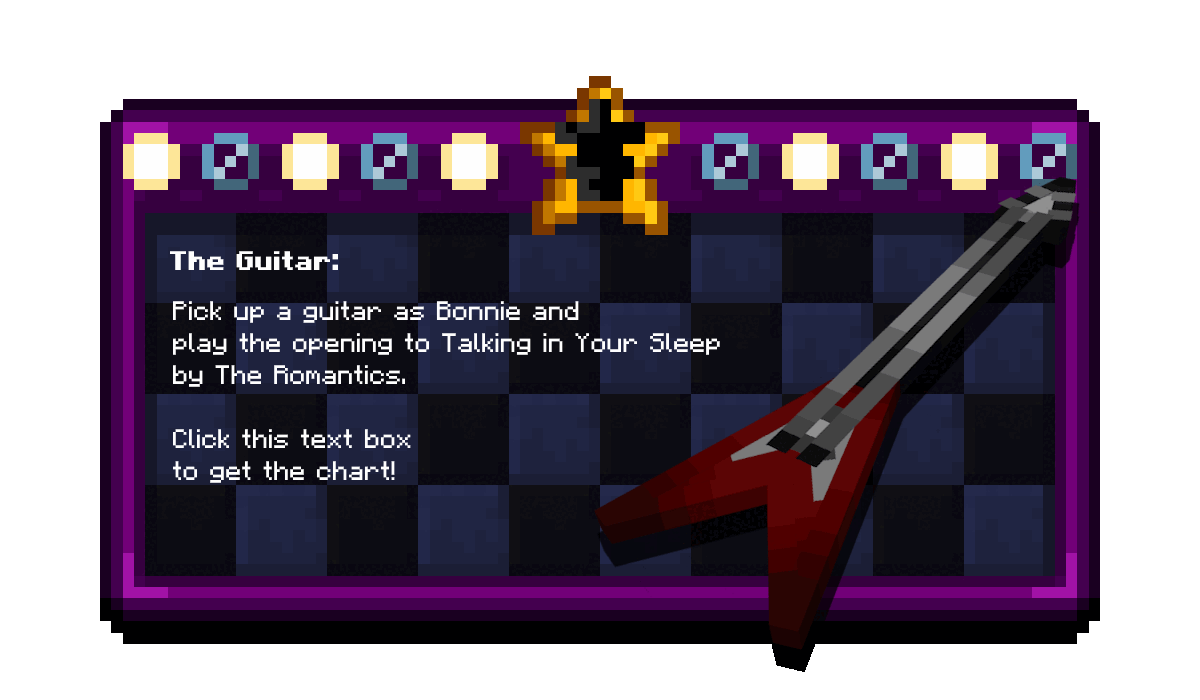 The Guitar:
Pick up a guitar as Bonnie and
play the opening to Talking in Your Sleep
by The Romantics.
Click this text box
to get the chart!